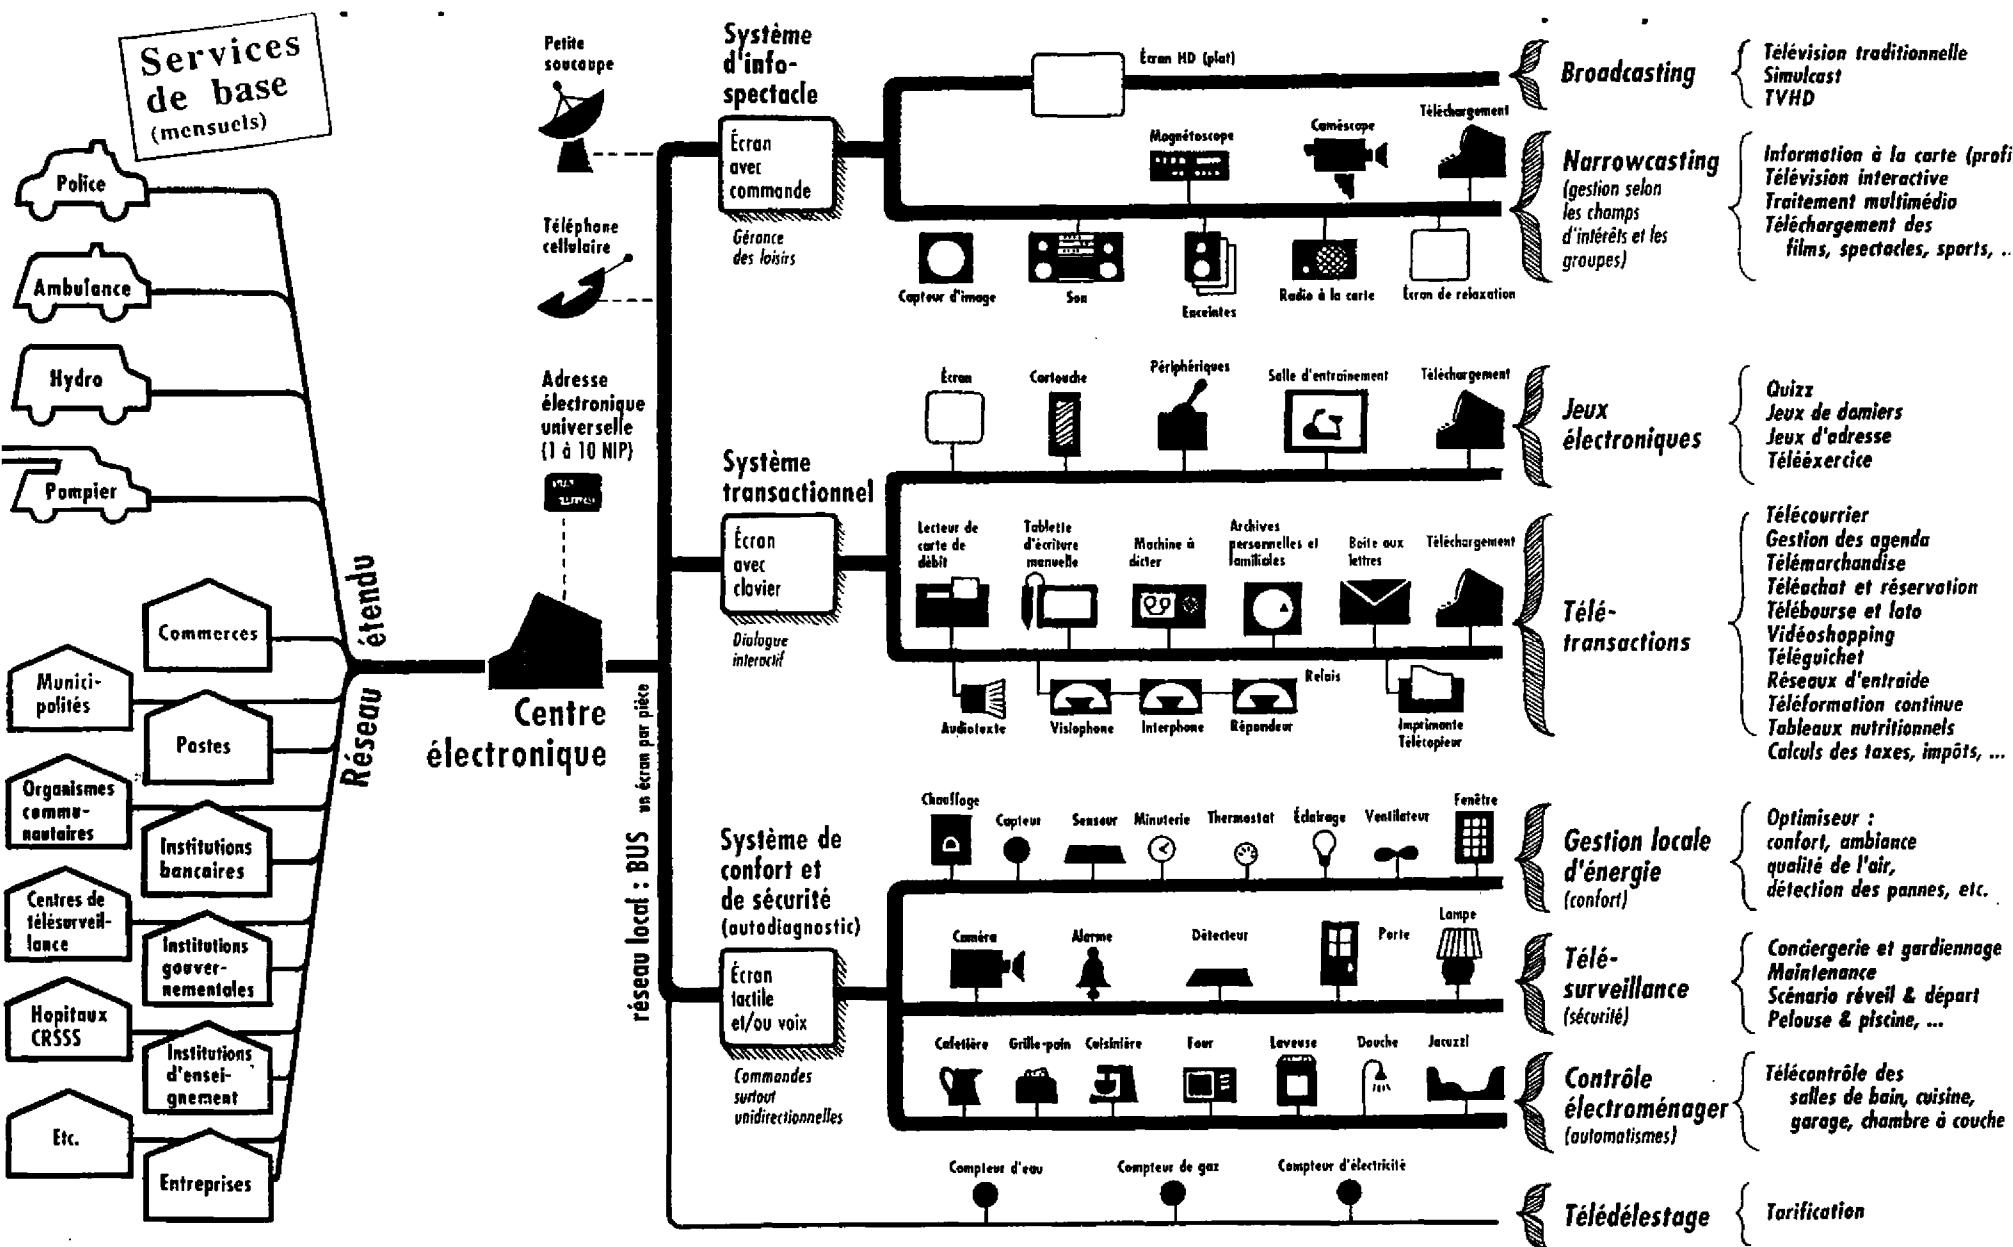 Services
de base
(mensuels)
Police
Ambulance
Hydro
Pompier
Commerces
Munici-
palités
Postes
Organismes
commu-
nautaires
Institutions
bancaires
Centres de
télésurveil-
lance
Institutions
gouver-
nementales
Hopitaux
CRSSS
Institutions
d'ensei-
gnement
Etc.
Entreprises
Réseau étendu
Petite
soucoupe
Téléphone
cellulaire
Adresse
électronique
universelle
(1 à 10 NIP)
Centre
électronique
réseau local : BUS un écran par pièce
Système
d'info-
spectacle
Écran
avec
commande
Gérance
des loisirs
Écran HD (plat)
Magnétoscope
Caméscope
Téléchargement
Capteur d'image
Son
Enceintes
Radio à la carte
Écran de relaxation
Broadcasting
Télévision traditionnelle
Simulcast
TVHD
Narrowcasting
(gestion selon
les champs
d'intérêts et les
groupes)
Information à la carte (profi
Télévision interactive
Traitement multimédia
Téléchargement des
films, spectacles, sports, ..
Système
transactionnel
Écran
avec
clavier
Dialogue
interactif
Écran
Cartouche
Périphériques
Salle d'entrainement
Téléchargement
Jeux
électroniques
Quizz
Jeux de damiers
Jeux d'adresse
Téléexercice
Lecteur de
carte de
débit
Tablette
d'écriture
manuelle
Machine à
dicter
Archives
personnelles et
familiales
Boite aux
lettres
Téléchargement
Audiotexte
Visiophone
Interphone
Répondeur
Relais
Imprimante
Télécopieur
Télé-
transactions
Télécourrier
Gestion des agenda
Télémarchandise
Téléachat et réservation
Télébourse et loto
Vidéoshopping
Téléguichet
Réseaux d'entraide
Téléformation continue
Tableaux nutritionnels
Calculs des taxes, impôts, ...
Système de
confort et
de sécurité
(autodiagnostic)
Écran
tactile
et/ou voix
Commandes
surtout
unidirectionnelles
Chauffage
Capteur
Senseur
Minuterie
Thermostat
Éclairage
Ventilateur
Fenêtre
Gestion locale
d'énergie
(confort)
Optimiseur :
confort, ambiance
qualité de l'air,
détection des pannes, etc.
Caméra
Alarme
Détecteur
Porte
Lampe
Télé-
surveillance
(sécurité)
Conciergerie et gardiennage
Maintenance
Scénario réveil & départ
Pelouse & piscine, ...
Cafetière
Grille-pain
Cuisinière
Four
Laveuse
Douche
Jacuzzi
Contrôle
électroménager
(automatismes)
Télécontrôle des
salles de bain, cuisine,
garage, chambre à couche
Compteur d'eau
Compteur de gaz
Compteur d'électricité
Télédélestage
Tarification